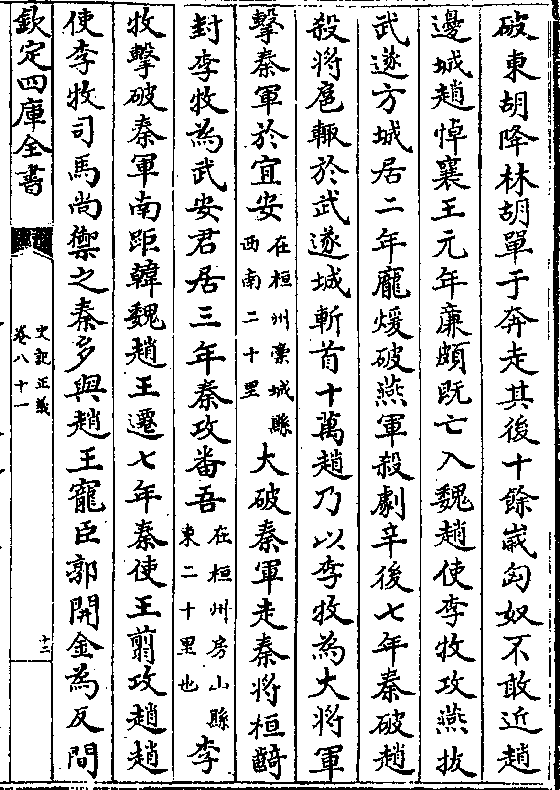 破東胡降林胡單于奔走其後十餘歲匈奴不敢近趙
邊城趙悼襄王元年廉頗既亡入魏趙使李牧攻燕拔
武遂方城居二年龐煖破燕軍殺劇辛後七年秦破趙
殺將扈輒於武遂城斬首十萬趙乃以李牧為大將軍
擊秦軍於宜安在桓州槀城縣西南二十里大破秦軍走秦將桓齮
封李牧為武安君居三年秦攻番吾在桓州房山縣東二十里也李
牧擊破秦軍南距韓魏趙王遷七年秦使王翦攻趙趙
使李牧司馬尚禦之秦多與趙王寵臣郭開金為反間
欽定四庫全書
史記正義
卷八十一
十二